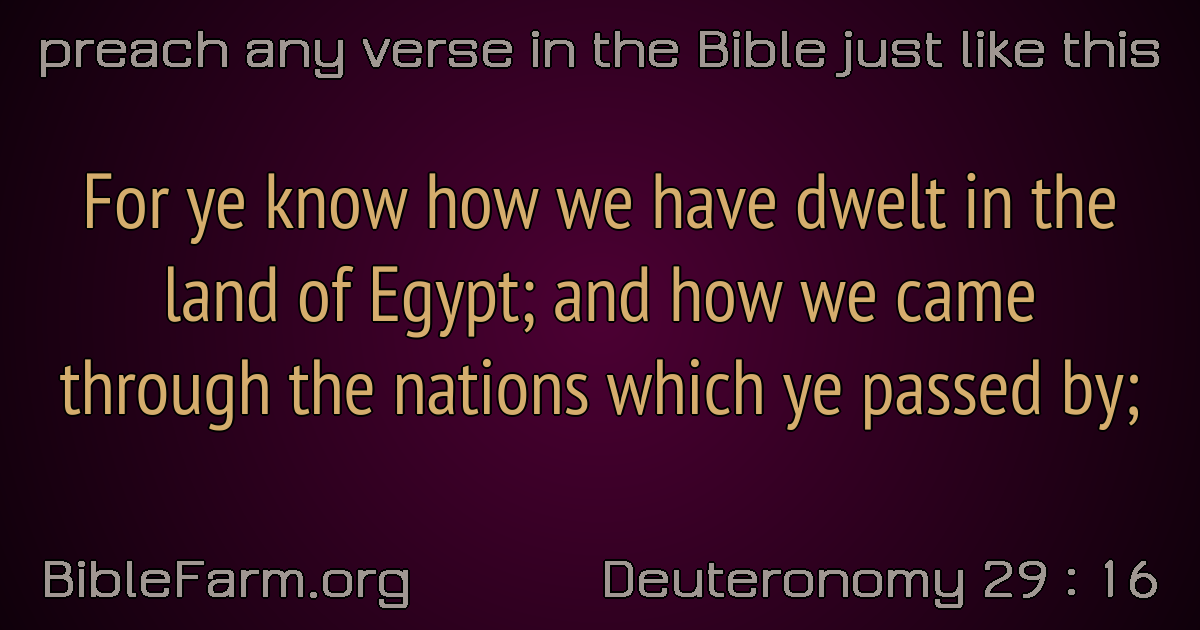 preach any verse in the Bible just like this
For ye know how we have dwelt in the
land of Egypt; and how we came
through the nations which ye passed by;
BibleFarm.org
Deuteronomy 29 : 16